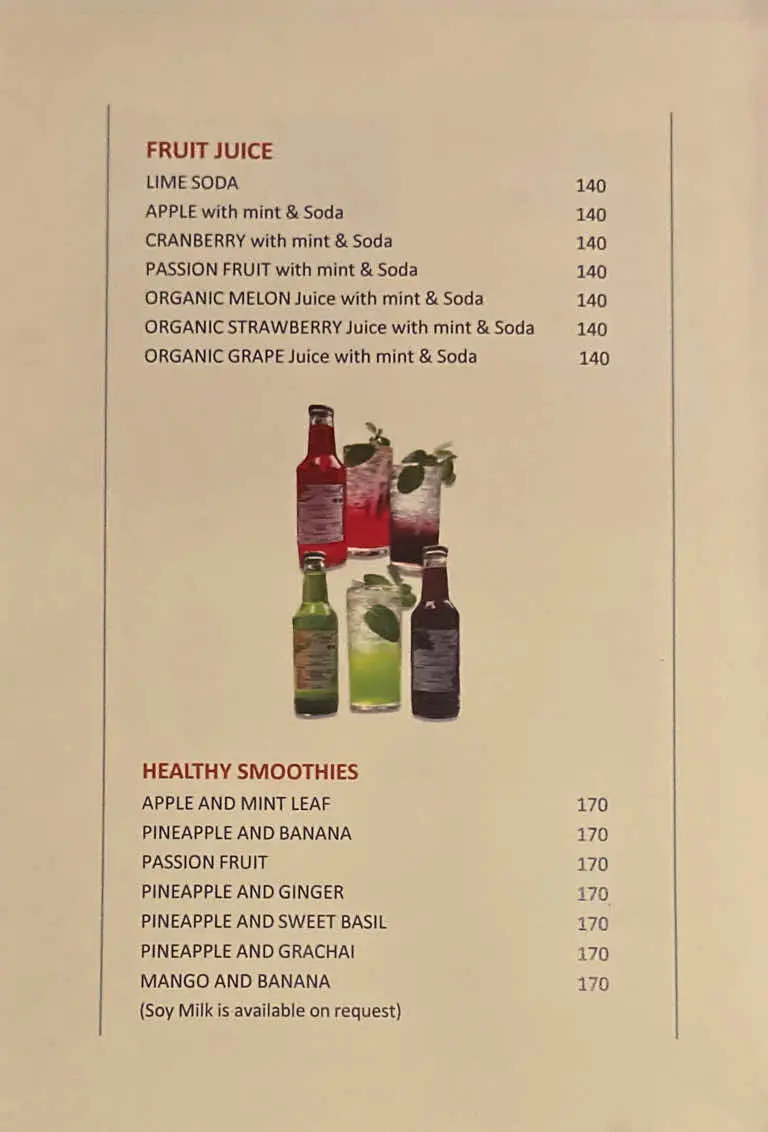 FRUIT JUICE
LIME SODA 140
APPLE with mint & Soda 140
CRANBERRY with mint & Soda 140
PASSION FRUIT with mint & Soda 140
ORGANIC MELON Juice with mint & Soda 140
ORGANIC STRAWBERRY Juice with mint & Soda 140
ORGANIC GRAPE Juice with mint & Soda 140
HEALTHY SMOOTHIES
APPLE AND MINT LEAF 170
PINEAPPLE AND BANANA 170
PASSION FRUIT 170
PINEAPPLE AND GINGER 170
PINEAPPLE AND SWEET BASIL 170
PINEAPPLE AND GRACHAI 170
MANGO AND BANANA 170
(Soy Milk is available on request)